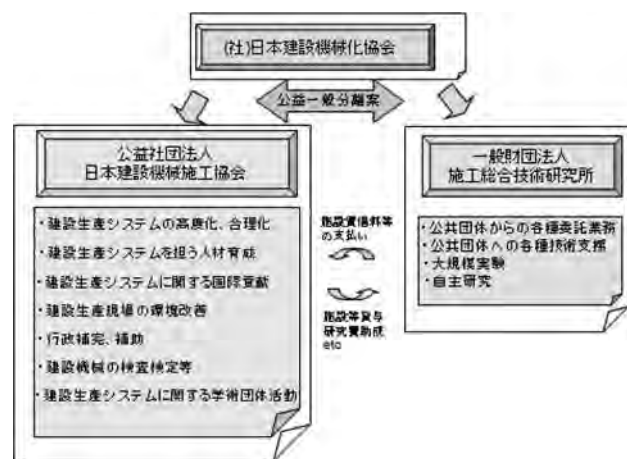 (社)日本建設機械化協会
公益一般分離案
公益社団法人
日本建設機械施工協会
・建設生産システムの高度化、合理化
・建設生産システムを担う人材育成
・建設生産システムに関する国際貢献
・建設生産現場の環境改善
・行政補完、補助
・建設機械の検査検定等
・建設生産システムに関する学術団体活動
施設賃借料等
の支払い
施設等貸与
研究費助成
etc
一般財団法人
施工総合技術研究所
・公共団体からの各種委託業務
・公共団体への各種技術支援
・大規模実験
・自主研究